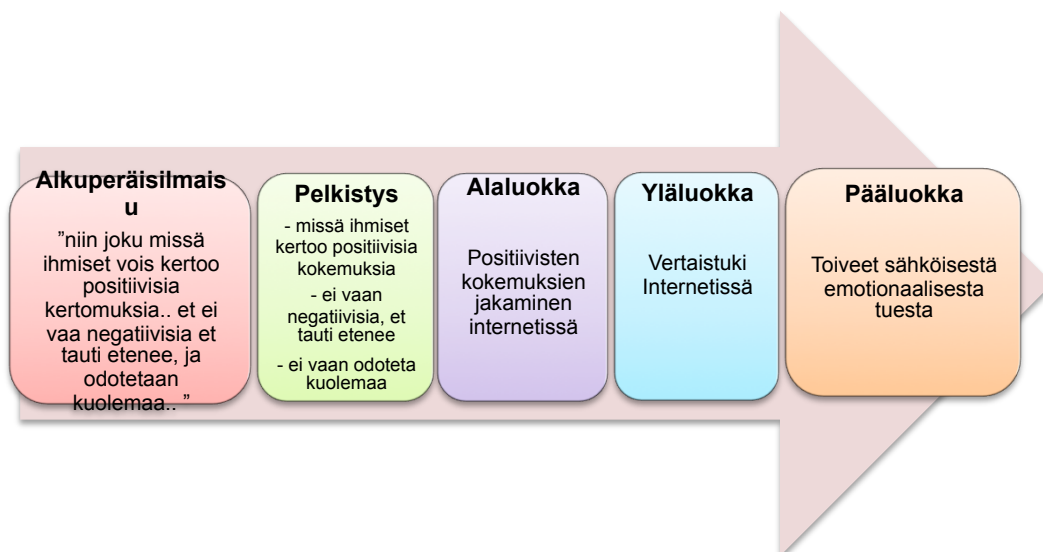 Alkuperäisilmais
u
”niin joku missä
ihmiset vois kertoo
positiivisia
kertomuksia.. et ei
vaa negatiivisia et
tauti etenee, ja
odotetaan
kuolemaa.. ”
Pelkistys
- missä ihmiset
kertoo positiivisia
kokemuksia
- ei vaan
negatiivisia, et
tauti etenee
- ei vaan odoteta
kuolemaa
Alaluokka
Positiivisten
kokemuksien
jakaminen
internetissä
Yläluokka
Vertaistuki
Internetissä
Pääluokka
Toiveet sähköisestä
emotionaalisesta
tuesta